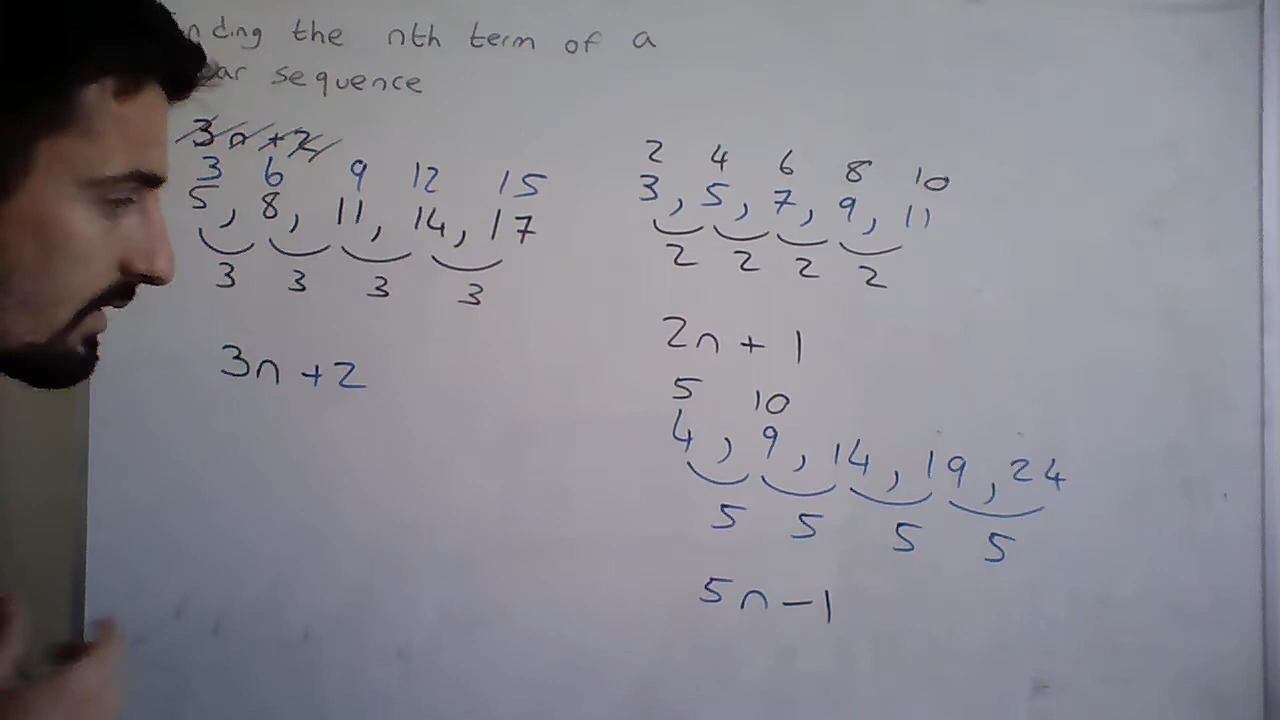 nding the nth term of a
ear sequence
3n+2
3 6 9 12 15
5, 8, 11, 14, 17
3 3 3 3
3n+2
2 4 6 8 10
3, 5, 7, 9, 11
2 2 2 2
2n + 1
5 10
4, 9, 14, 19, 24
5 5 5 5
5n-1